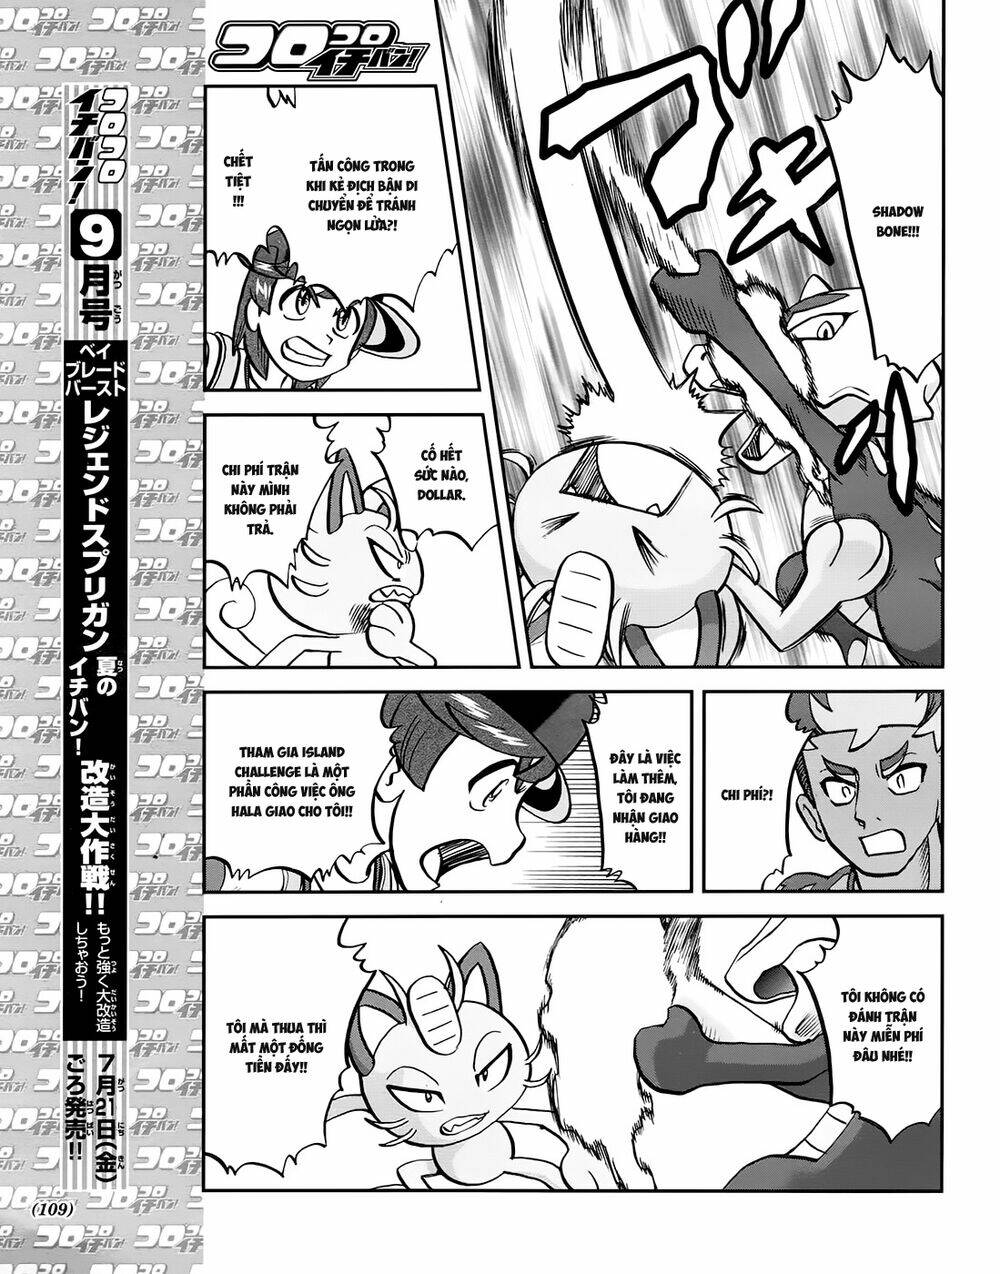 コロコロ
イチバン!
ブンッ
ギッ
SHADOW
BONE!!!
TẤN CÔNG TRONG
KHI KẺ ĐỊCH BẬN DI
CHUYỂN ĐỂ TRÁNH
NGỌN LỬA?!
CHẾT
TIỆT
!!!
CỐ HẾT
SỨC NÀO,
DOLLAR.
CHI PHÍ TRẬN
NÀY MÌNH
KHÔNG PHẢI
TRẢ.
CHI PHÍ?!
ĐÂY LÀ VIỆC
LÀM THÊM,
TÔI ĐANG
NHẬN GIAO
HÀNG!!
THAM GIA ISLAND
CHALLENGE LÀ MỘT
PHẦN CÔNG VIỆC ÔNG
HALA GIAO CHO TÔI!!
TÔI KHÔNG CÓ
ĐÁNH TRẬN
NÀY MIỄN PHÍ
ĐÂU NHÉ!!
TÔI MÀ THUA THÌ
MẤT MỘT ĐỐNG
TIỀN ĐẤY!!
コロコロ
イチバン!
9月号
ベイブレード
バースト
レジェンドスプリガン
夏の
イチバン!
改造大作戦!!
もっと強く大改造
しちゃおう!
7月21日(金)
ごろ発売!!
(109)